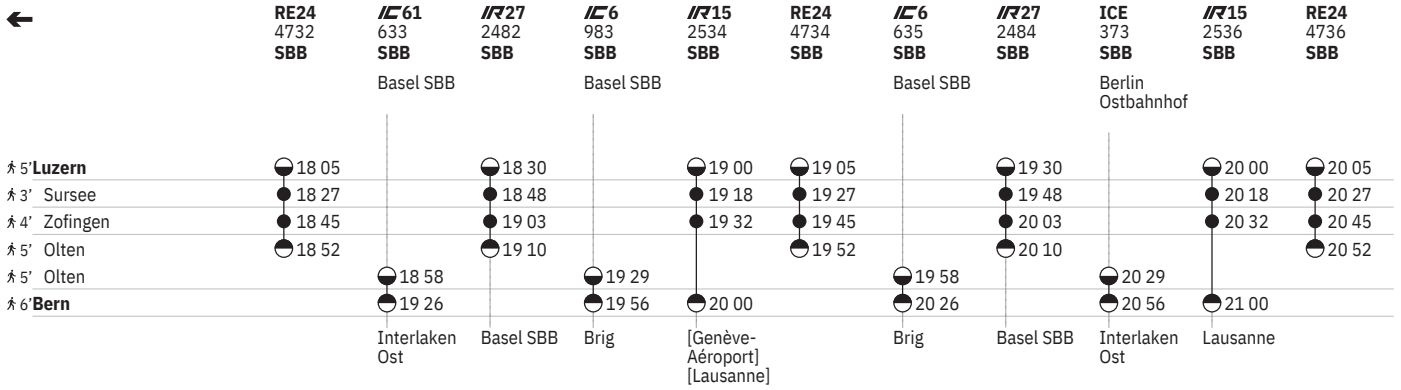 RE24 IC61 IR27 IC6 IR15 RE24 IC6 IR27 ICE IR15 RE24
4732 633 2482 983 2534 4734 635 2484 373 2536 4736
SBB SBB SBB SBB SBB SBB SBB SBB SBB SBB SBB
Basel SBB Basel SBB Basel SBB Berlin
Ostbahnhof
5' Luzern 18 05 18 30 19 00 19 05 19 30 20 00 20 05
3' Sursee 18 27 18 48 19 18 19 27 19 48 20 18 20 27
4' Zofingen 18 45 19 03 19 32 19 45 20 03 20 32 20 45
5' Olten 18 52 19 10 19 52 20 10 20 52
5' Olten 18 58 19 29 19 58 20 29
6' Bern 19 26 19 56 20 00 20 26 20 56 21 00
Interlaken Basel SBB Brig [Genève- Brig Basel SBB Interlaken Lausanne
Ost Aéroport] Ost
[Lausanne]